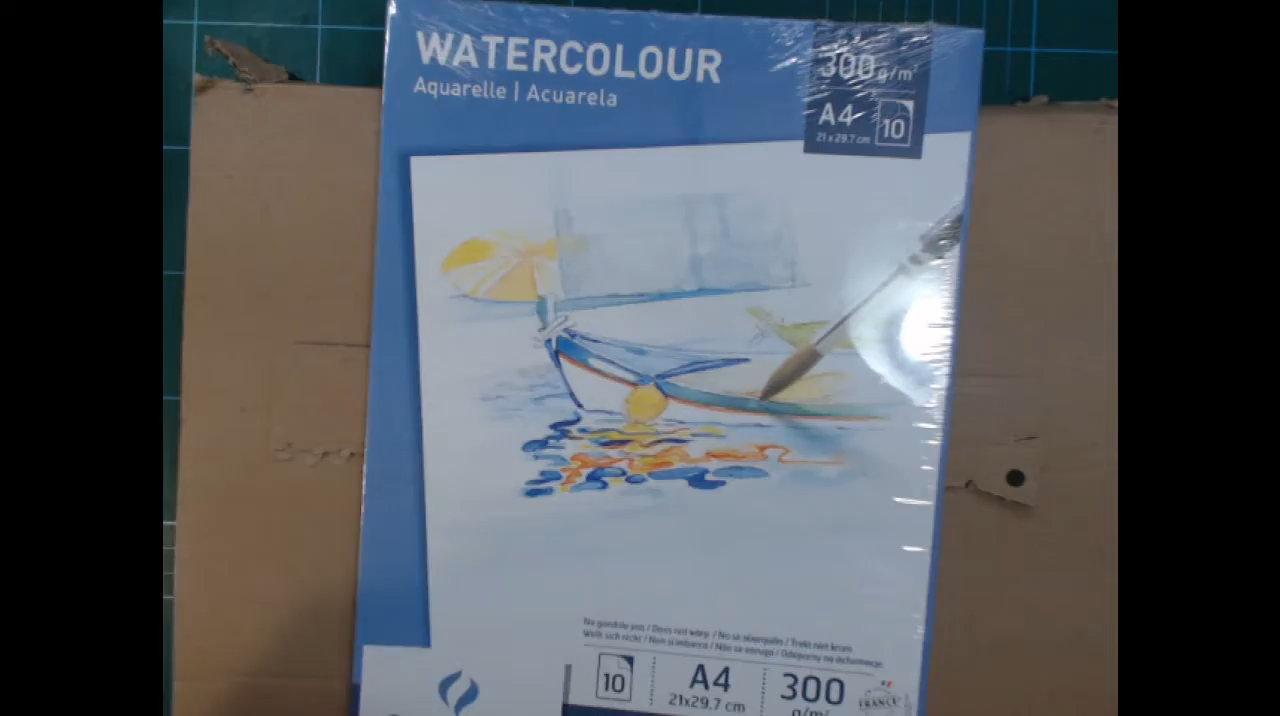 WATERCOLOUR
Aquarelle | Acuarela
300 g/m²
A4
21 x 29.7 cm
10
Ne gondole pas / Does not warp / No se abarquilla / Trekt niet krom
Wellt sich nicht / Non si imbarca / Não se enruga / Odporny na deformacje
10
A4
21x29.7 cm
300
g/m²
FRANCE